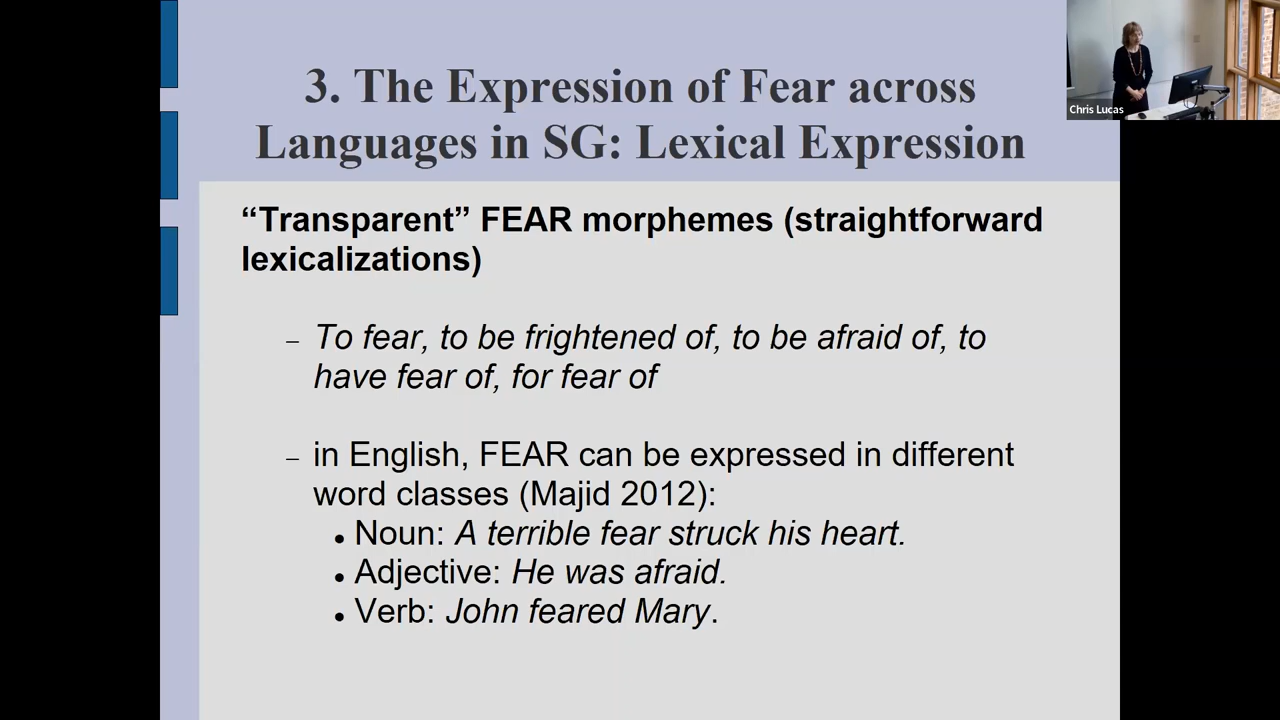 3. The Expression of Fear across
Languages in SG: Lexical Expression
Chris Lucas
“Transparent” FEAR morphemes (straightforward
lexicalizations)
– To fear, to be frightened of, to be afraid of, to
have fear of, for fear of
– in English, FEAR can be expressed in different
word classes (Majid 2012):
● Noun: A terrible fear struck his heart.
● Adjective: He was afraid.
● Verb: John feared Mary.